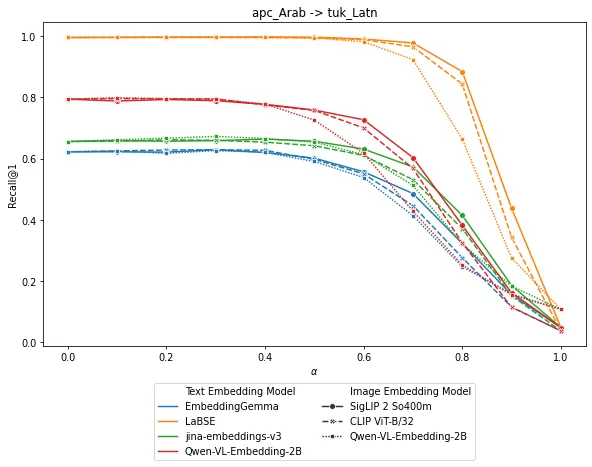 apc_Arab -> tuk_Latn
1.0
0.8
0.6
0.4
0.2
0.0
Recall@1
0.0 0.2 0.4 0.6 0.8 1.0
α
Text Embedding Model
EmbeddingGemma
LaBSE
jina-embeddings-v3
Qwen-VL-Embedding-2B
Image Embedding Model
SigLIP 2 So400m
CLIP ViT-B/32
Qwen-VL-Embedding-2B